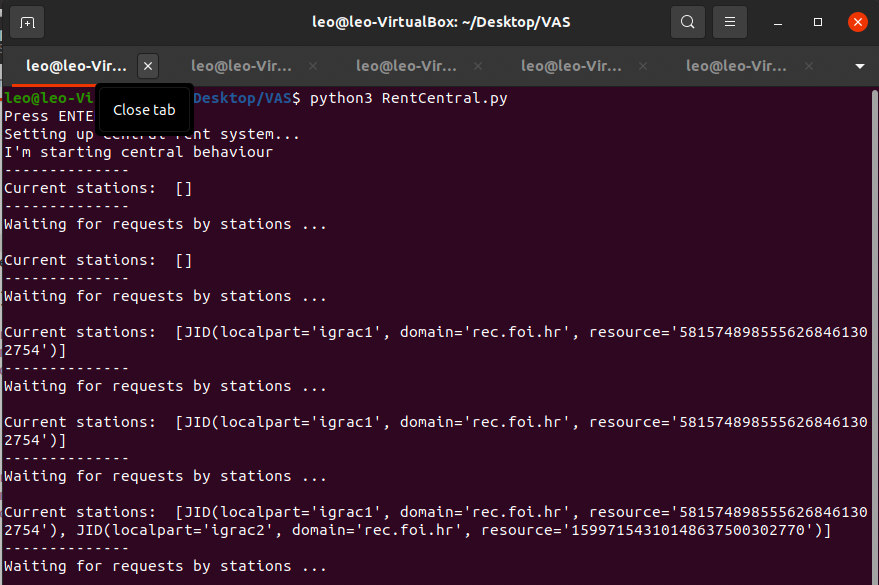 leo@leo-VirtualBox: ~/Desktop/VAS
leo@leo-Vir... × leo@leo-Vir... × leo@leo-Vir... × leo@leo-Vir... × leo@leo-Vir... ×
leo@leo-Vi Desktop/VAS$ python3 RentCentral.py
Close tab
Press ENTE
Setting up central rent system...
I'm starting central behaviour
--------------
Current stations:  []
--------------
Waiting for requests by stations ...
Current stations:  []
--------------
Waiting for requests by stations ...
Current stations:  [JID(localpart='igrac1', domain='rec.foi.hr', resource='581574898555626846130
2754')]
--------------
Waiting for requests by stations ...
Current stations:  [JID(localpart='igrac1', domain='rec.foi.hr', resource='581574898555626846130
2754')]
--------------
Waiting for requests by stations ...
Current stations:  [JID(localpart='igrac1', domain='rec.foi.hr', resource='581574898555626846130
2754'), JID(localpart='igrac2', domain='rec.foi.hr', resource='15997154310148637500302770')]
--------------
Waiting for requests by stations ...